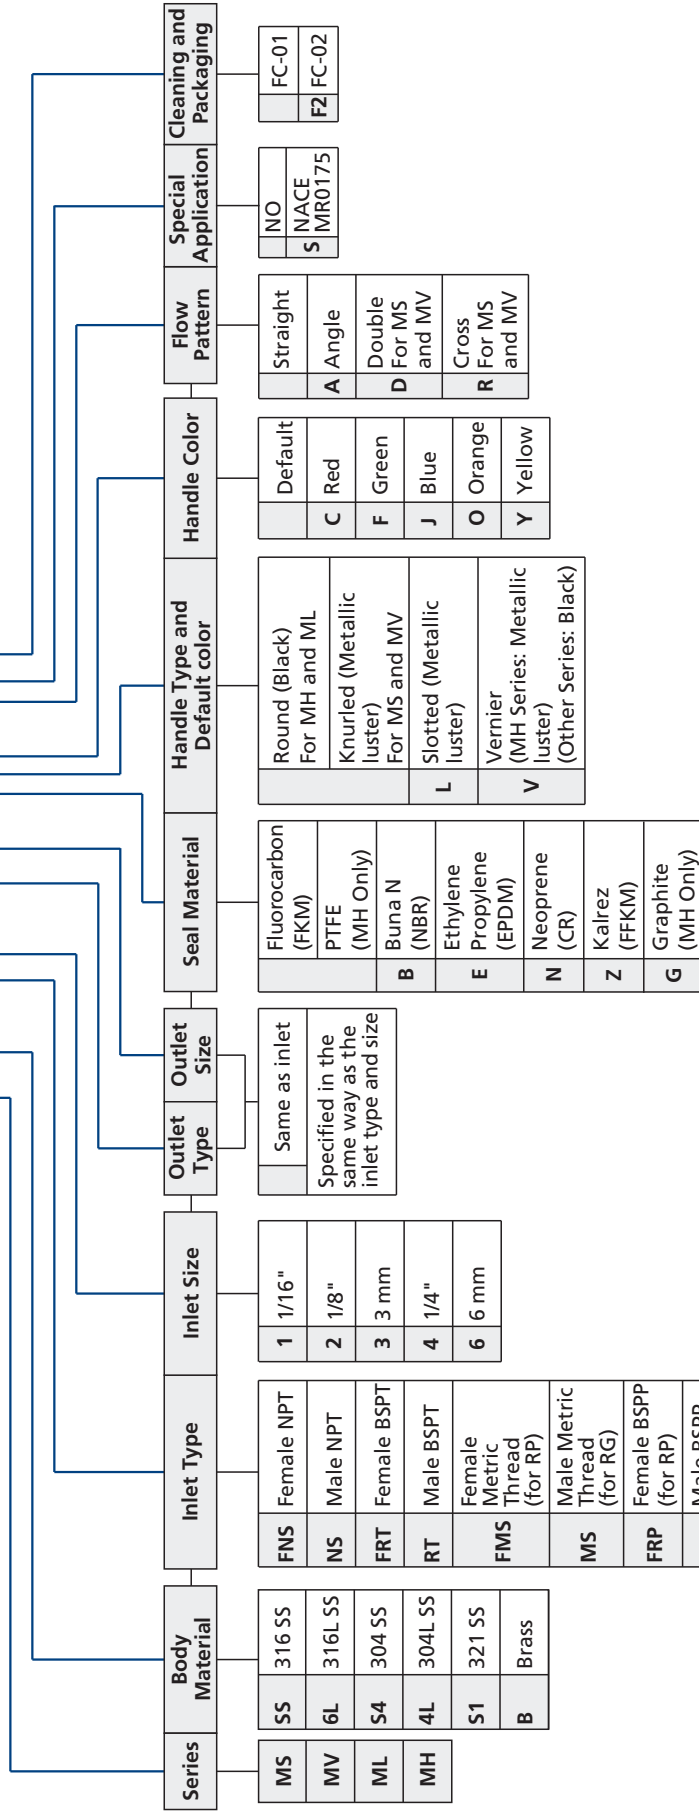 Series
MS
MV
ML
MH
Body
Material
SS 316 SS
6L 316L SS
S4 304 SS
4L 304L SS
S1 321 SS
B Brass
Inlet Type
FNS Female NPT
NS Male NPT
FRT Female BSPT
RT Male BSPT
FMS Female
Metric
Thread
(for RP)
MS Male Metric
Thread
(for RG)
FRP Female BSPP
(for RP)
Male BSPP
Inlet Size
1 1/16"
2 1/8"
3 3 mm
4 1/4"
6 6 mm
Outlet
Type
Outlet
Size
Same as inlet
Specified in the
same way as the
inlet type and size
Seal Material
Fluorocarbon
(FKM)
PTFE
(MH Only)
B Buna N
(NBR)
E Ethylene
Propylene
(EPDM)
N Neoprene
(CR)
Z Kalrez
(FFKM)
G Graphite
(MH Only)
Handle Type and
Default color
Round (Black)
For MH and ML
Knurled (Metallic
luster)
For MS and MV
L Slotted (Metallic
luster)
V Vernier
(MH Series: Metallic
luster)
(Other Series: Black)
Handle Color
Default
C Red
F Green
J Blue
O Orange
Y Yellow
Flow
Pattern
Straight
A Angle
D Double
For MS
and MV
R Cross
For MS
and MV
Special
Application
NO
S NACE
MR0175
Cleaning and
Packaging
FC-01
F2 FC-02